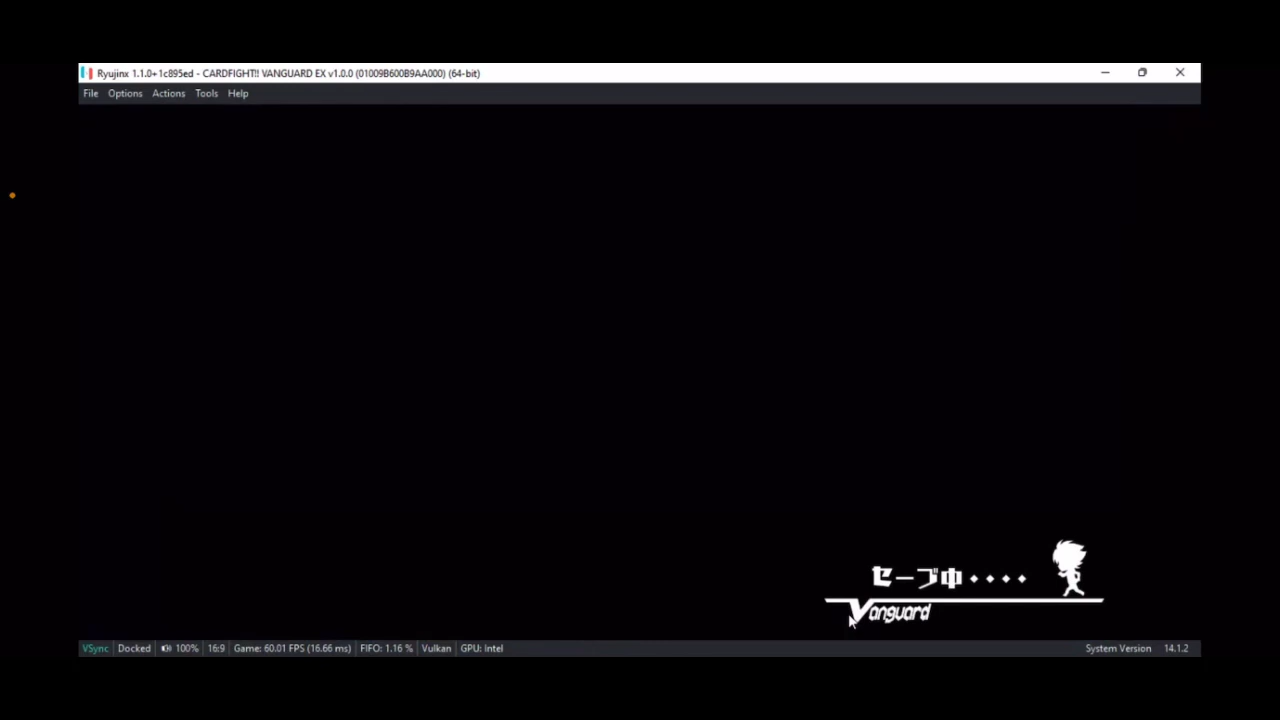 Ryujinx 1.1.0+1c895ed - CARDFIGHT!! VANGUARD EX v1.0.0 (01009B600B9AA000) (64-bit)
File Options Actions Tools Help
セーブ中・・・・
Vanguard
VSync Docked 100% 16:9 Game: 60.01 FPS (16.66 ms) FIFO: 1.16 % Vulkan GPU: Intel System Version 14.1.2